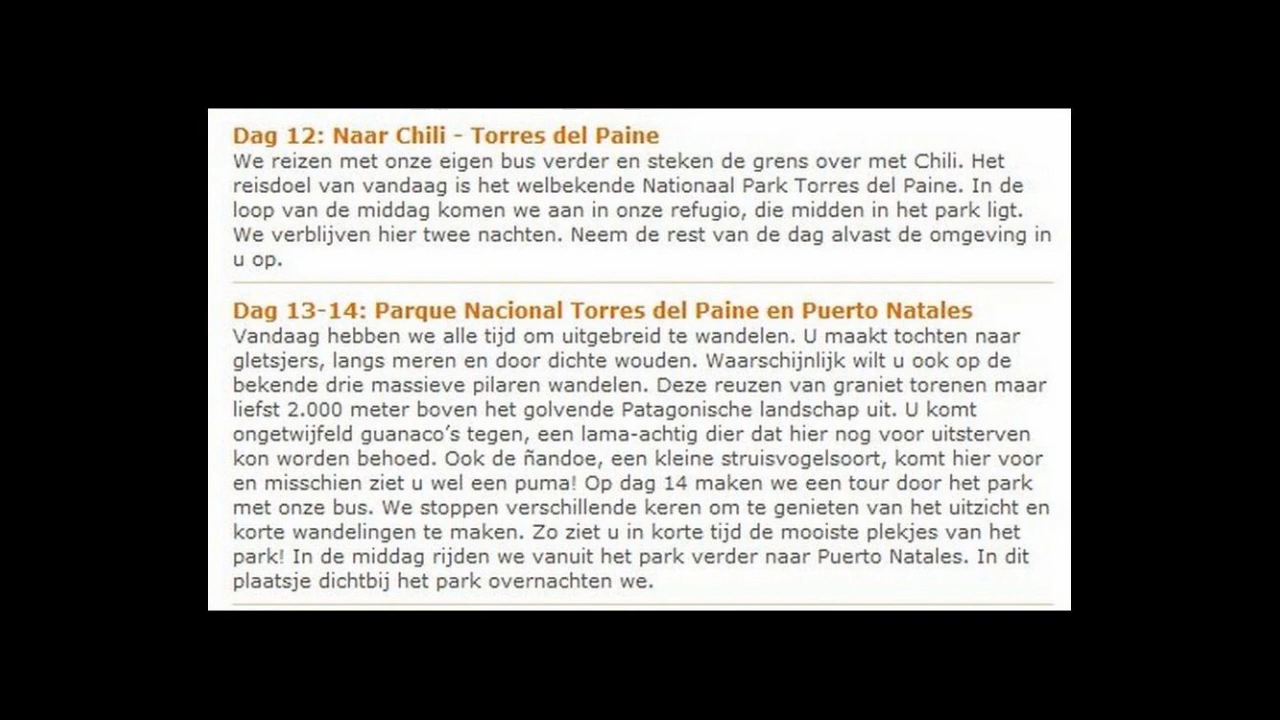 Dag 12: Naar Chili - Torres del Paine
We reizen met onze eigen bus verder en steken de grens over met Chili. Het
reisdoel van vandaag is het welbekende Nationaal Park Torres del Paine. In de
loop van de middag komen we aan in onze refugio, die midden in het park ligt.
We verblijven hier twee nachten. Neem de rest van de dag alvast de omgeving in
u op.
Dag 13-14: Parque Nacional Torres del Paine en Puerto Natales
Vandaag hebben we alle tijd om uitgebreid te wandelen. U maakt tochten naar
gletsjers, langs meren en door dichte wouden. Waarschijnlijk wilt u ook op de
bekende drie massieve pilaren wandelen. Deze reuzen van graniet torenen maar
liefst 2.000 meter boven het golvende Patagonische landschap uit. U komt
ongetwijfeld guanaco’s tegen, een lama-achtig dier dat hier nog voor uitsterven
kon worden behoed. Ook de ñandoe, een kleine struisvogelsoort, komt hier voor
en misschien ziet u wel een puma! Op dag 14 maken we een tour door het park
met onze bus. We stoppen verschillende keren om te genieten van het uitzicht en
korte wandelingen te maken. Zo ziet u in korte tijd de mooiste plekjes van het
park! In de middag rijden we vanuit het park verder naar Puerto Natales. In dit
plaatsje dichtbij het park overnachten we.